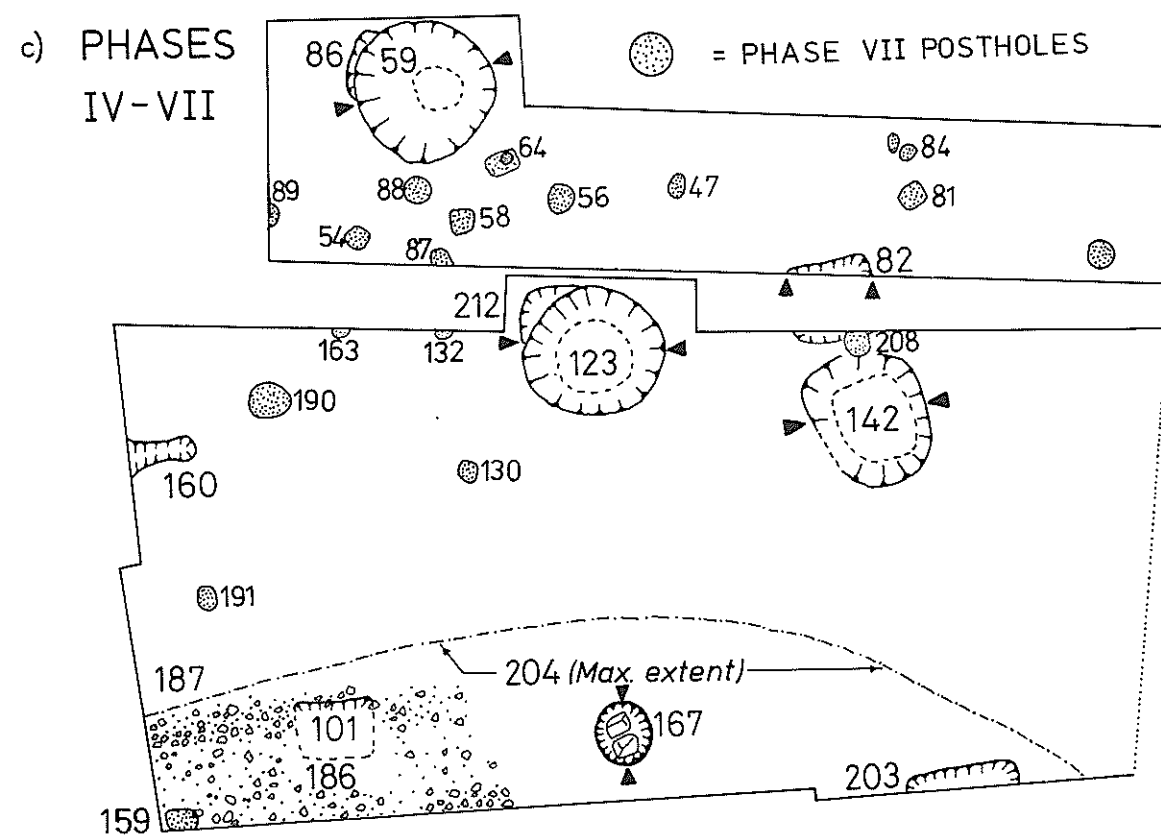 c) PHASES
IV-VII
= PHASE VII POSTHOLES
86 59
64
84
89 88 58 56 47 81
54 87
82
212
163 132 123 208
190 142
160 130
191
187 204 (Max. extent)
101 167
186 203
159